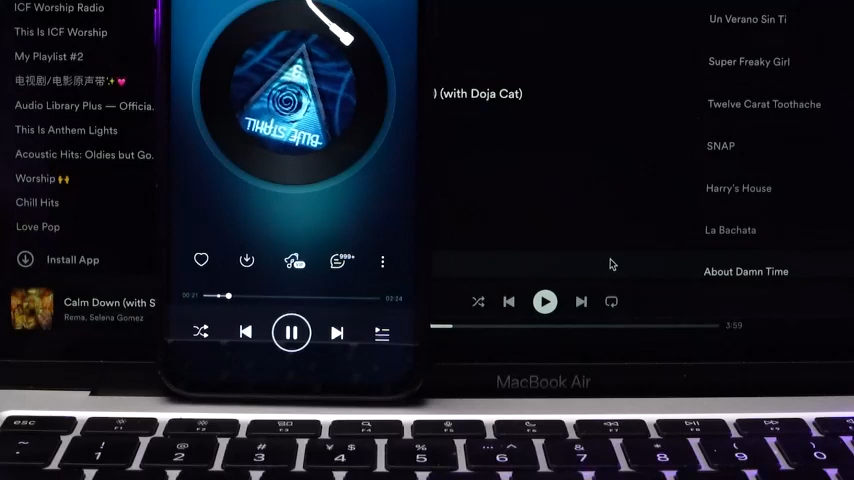 ICF Worship Radio
This Is ICF Worship
My Playlist #2
电视剧/电影原声带✨💓
Audio Library Plus — Officia.
This Is Anthem Lights
Acoustic Hits: Oldies but Go.
Worship 🙌
Chill Hits
Love Pop
Install App
Calm Down (with S
Rema, Selena Gomez
BLUE STAHLI
999+
00:21
02:24
) (with Doja Cat)
Un Verano Sin Ti
Super Freaky Girl
Twelve Carat Toothache
SNAP
Harry's House
La Bachata
About Damn Time
3:59
MacBook Air
esc
F1
F2
F3
F4
F5
F6
F7
F8
F9
~
! 1
@ 2
# 3
¥ $ 4
% 5
… ^ 6
& 7
* 8
( 9
) 0